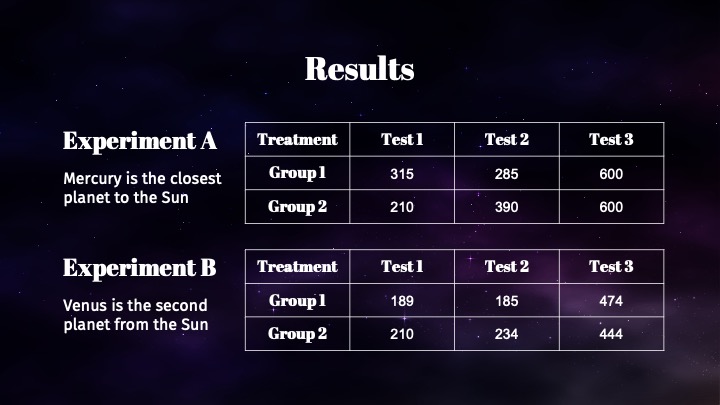 Results
Experiment A
Mercury is the closest
planet to the Sun
Treatment Test 1 Test 2 Test 3
Group 1 315 285 600
Group 2 210 390 600
Experiment B
Venus is the second
planet from the Sun
Treatment Test 1 Test 2 Test 3
Group 1 189 185 474
Group 2 210 234 444